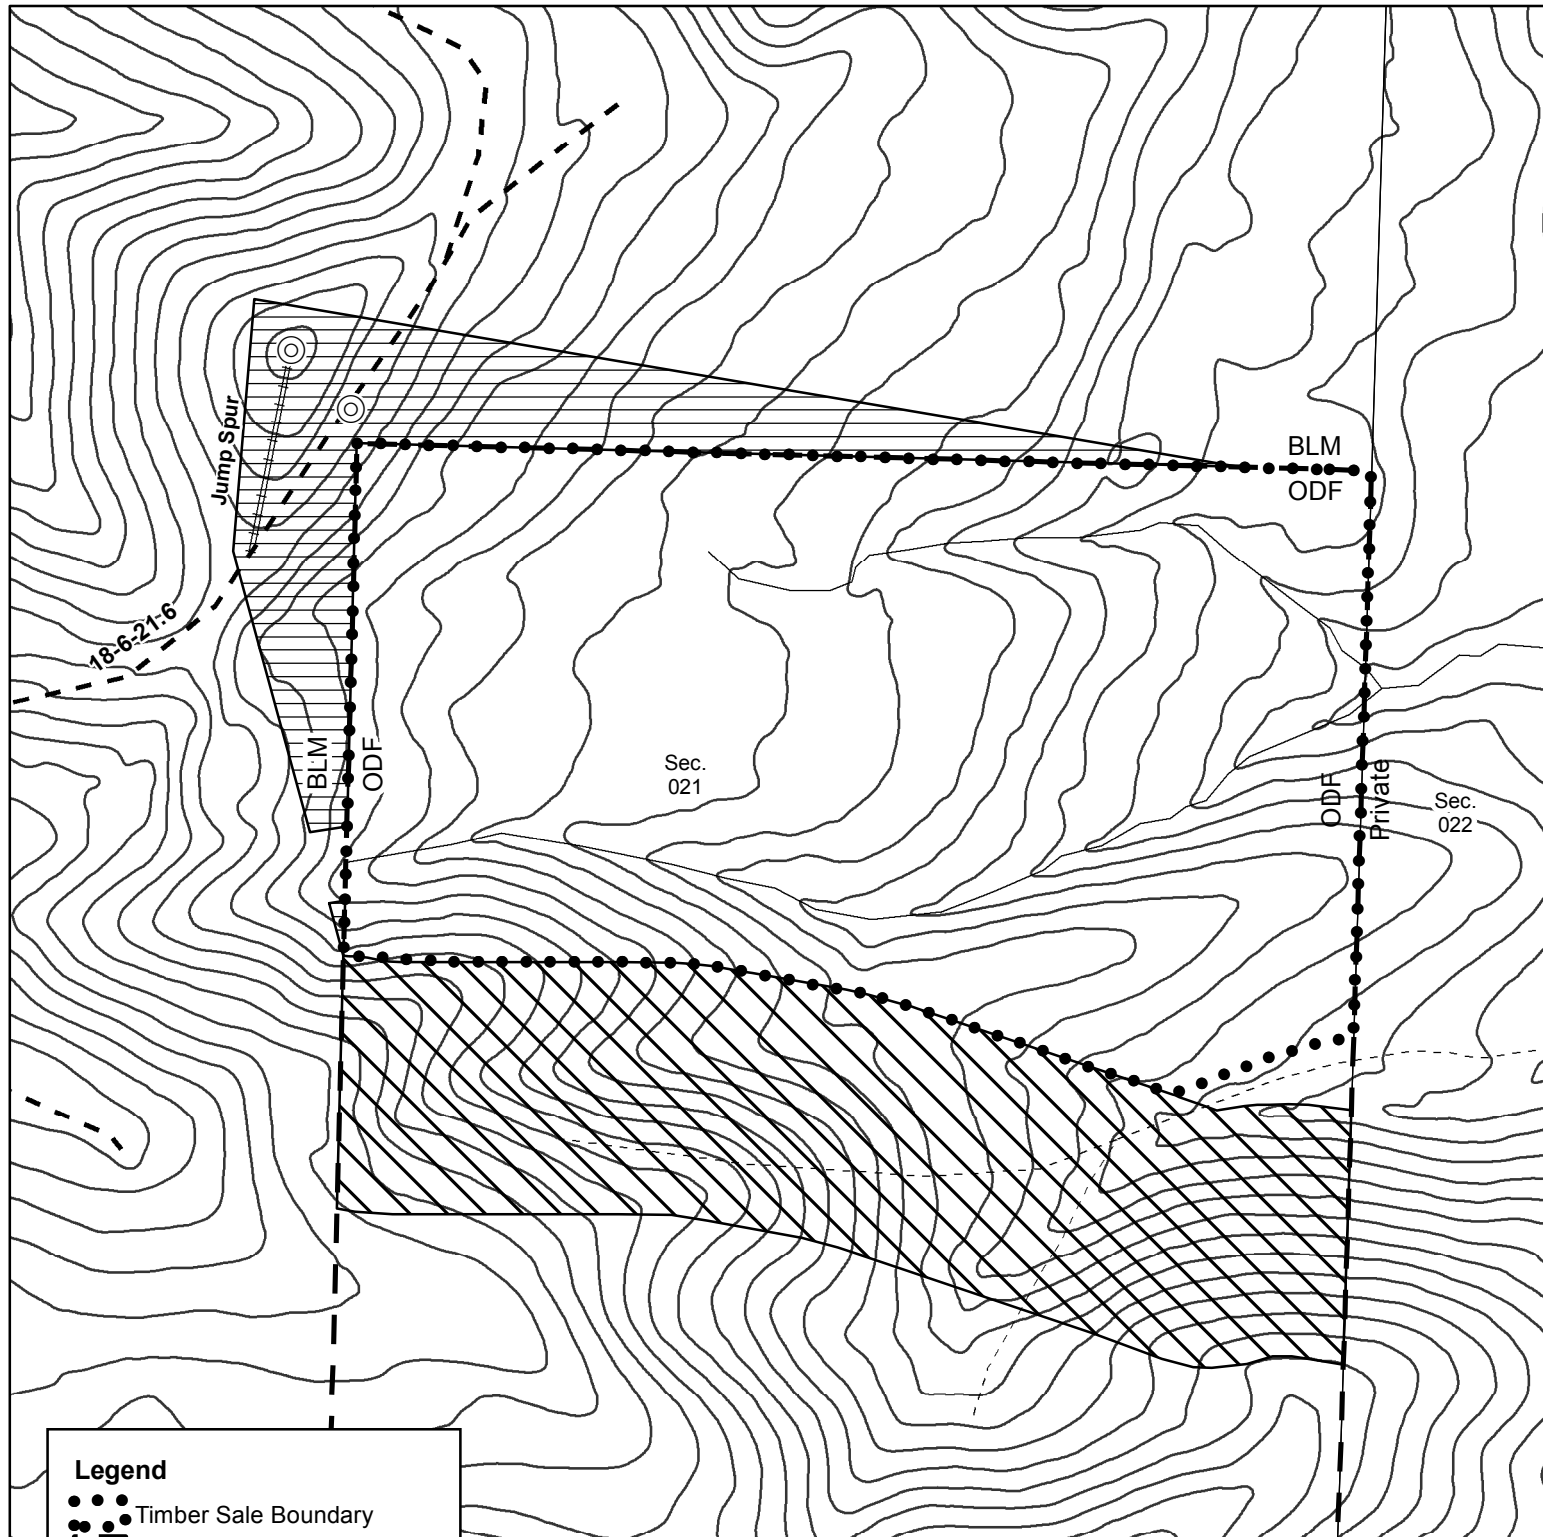 BLM
ODF
Jump Spur
18-6-21.6
BLM
ODF
Sec.
021
ODF
Private
Sec.
022
Legend
Timber Sale Boundary